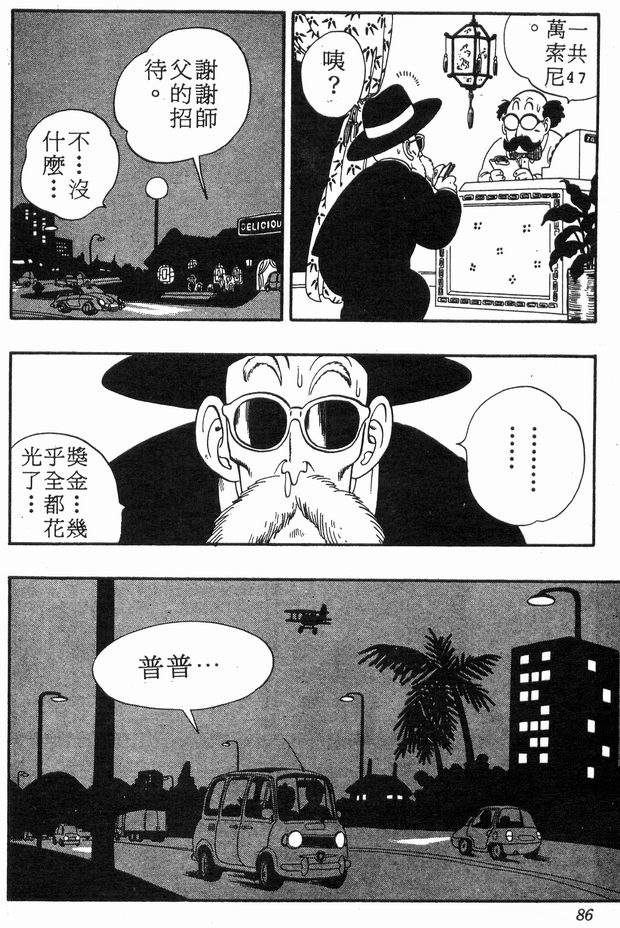 一共47
萬索尼
。
咦？
謝謝師
父的招
待。
不…沒
什麼…
DELICIOU
…………
獎金…幾
乎全都花
光了…
普普…
86